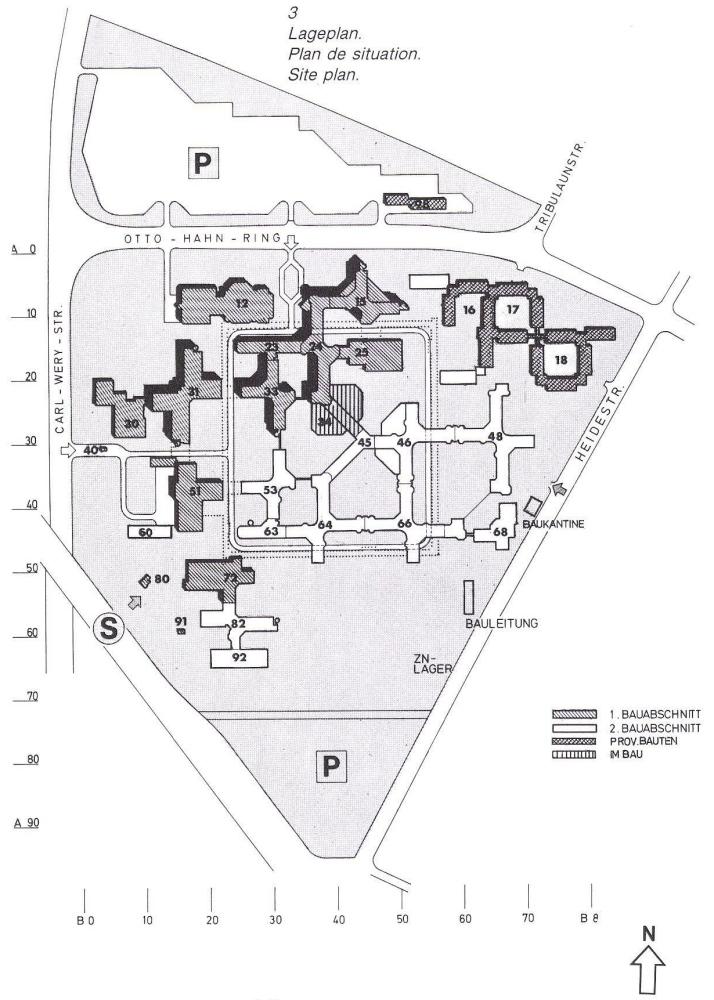 3
Lageplan.
Plan de situation.
Site plan.
P
TRIBULAUNSTR.
98
A 0
OTTO - HAHN - RING
10
12
15
16
17
23
24
25
18
20
CARL - WERY - STR.
31
33
34
30
30
45
46
48
HEIDESTR.
40
53
51
40
60
63
64
66
68
BAUKANTINE
50
80
72
S
91
82
BAULEITUNG
60
92
ZN-
LAGER
70
1. BAUABSCHNITT
2. BAUABSCHNITT
PROV. BAUTEN
IM BAU
80
P
A 90
B 0
10
20
30
40
50
60
70
B 8
N